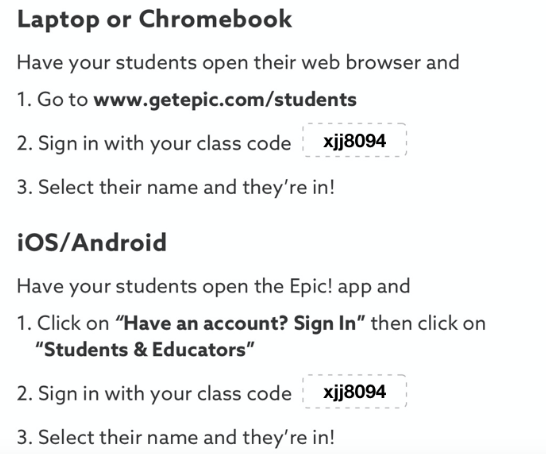 Laptop or Chromebook
Have your students open their web browser and
1. Go to www.getepic.com/students
2. Sign in with your class code xjj8094
3. Select their name and they’re in!
iOS/Android
Have your students open the Epic! app and
1. Click on “Have an account? Sign In” then click on
“Students & Educators”
2. Sign in with your class code xjj8094
3. Select their name and they’re in!